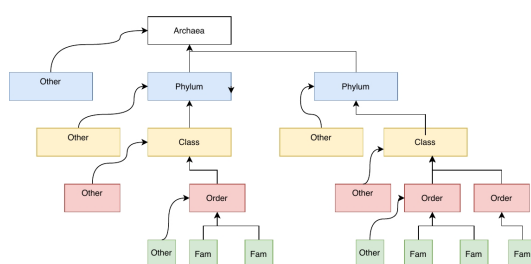 Archaea
Other
Phylum
Phylum
Other
Class
Other
Class
Other
Order
Other
Order
Order
Other
Fam
Fam
Other
Fam
Fam
Fam